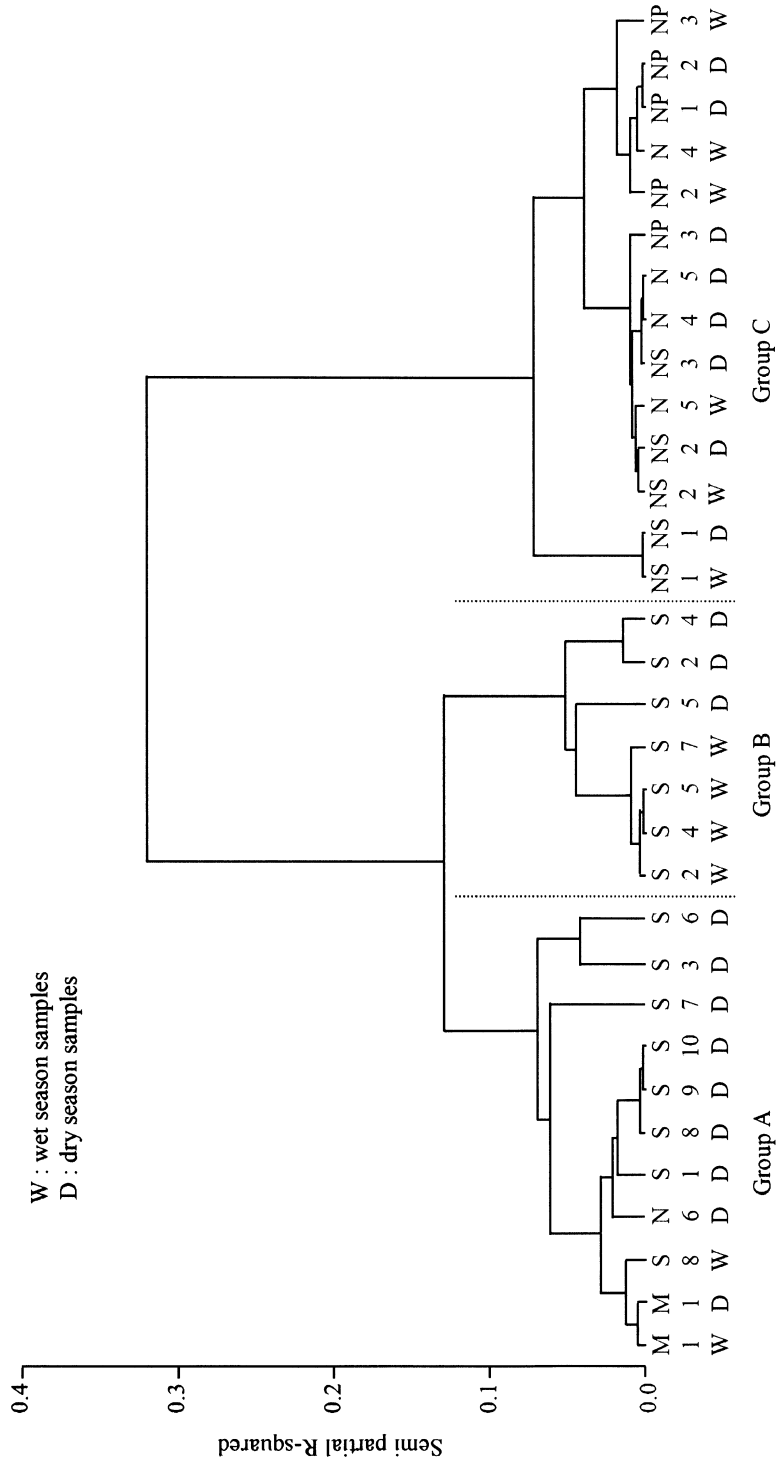 W : wet season samples
D : dry season samples
Semi partial R-squared
0.4
0.3
0.2
0.1
0.0
M M S N S S S S S S S S S S S S S S NS NS NS NS N NS N N NP NP N NP NP NP
1 1 8 6 1 8 9 10 7 3 6 2 4 5 7 5 2 4 1 1 2 2 5 3 4 5 3 2 4 1 2 3
W D W D D D D D D D D W W W W D D D W D W D W D D D D W W D D W
Group A Group B Group C